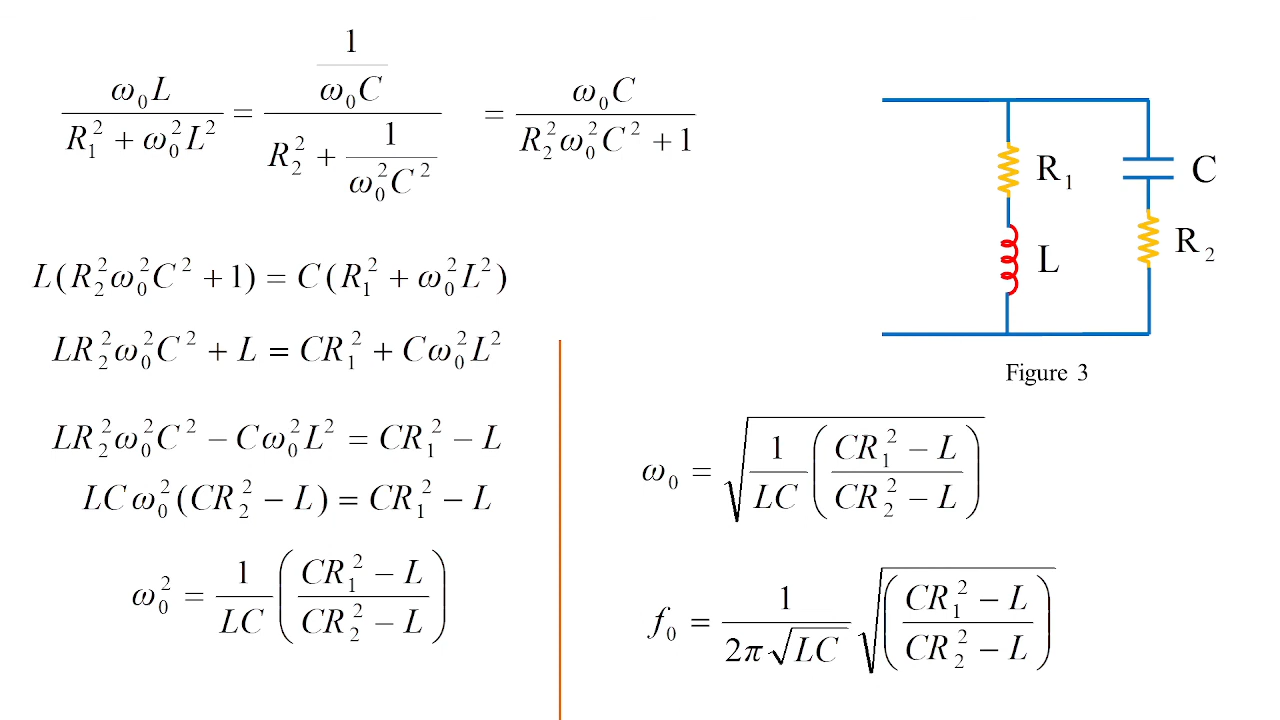 ω₀L / (R₁² + ω₀²L²) = (1 / (ω₀C)) / (R₂² + 1 / (ω₀²C²)) = ω₀C / (R₂²ω₀²C² + 1)
L(R₂²ω₀²C² + 1) = C(R₁² + ω₀²L²)
LR₂²ω₀²C² + L = CR₁² + Cω₀²L²
LR₂²ω₀²C² − Cω₀²L² = CR₁² − L
LCω₀²(CR₂² − L) = CR₁² − L
ω₀² = 1/LC ((CR₁² − L) / (CR₂² − L))
R₁
C
L
R₂
Figure 3
ω₀ = √(1/LC ((CR₁² − L) / (CR₂² − L)))
f₀ = 1 / (2π√LC) √((CR₁² − L) / (CR₂² − L))